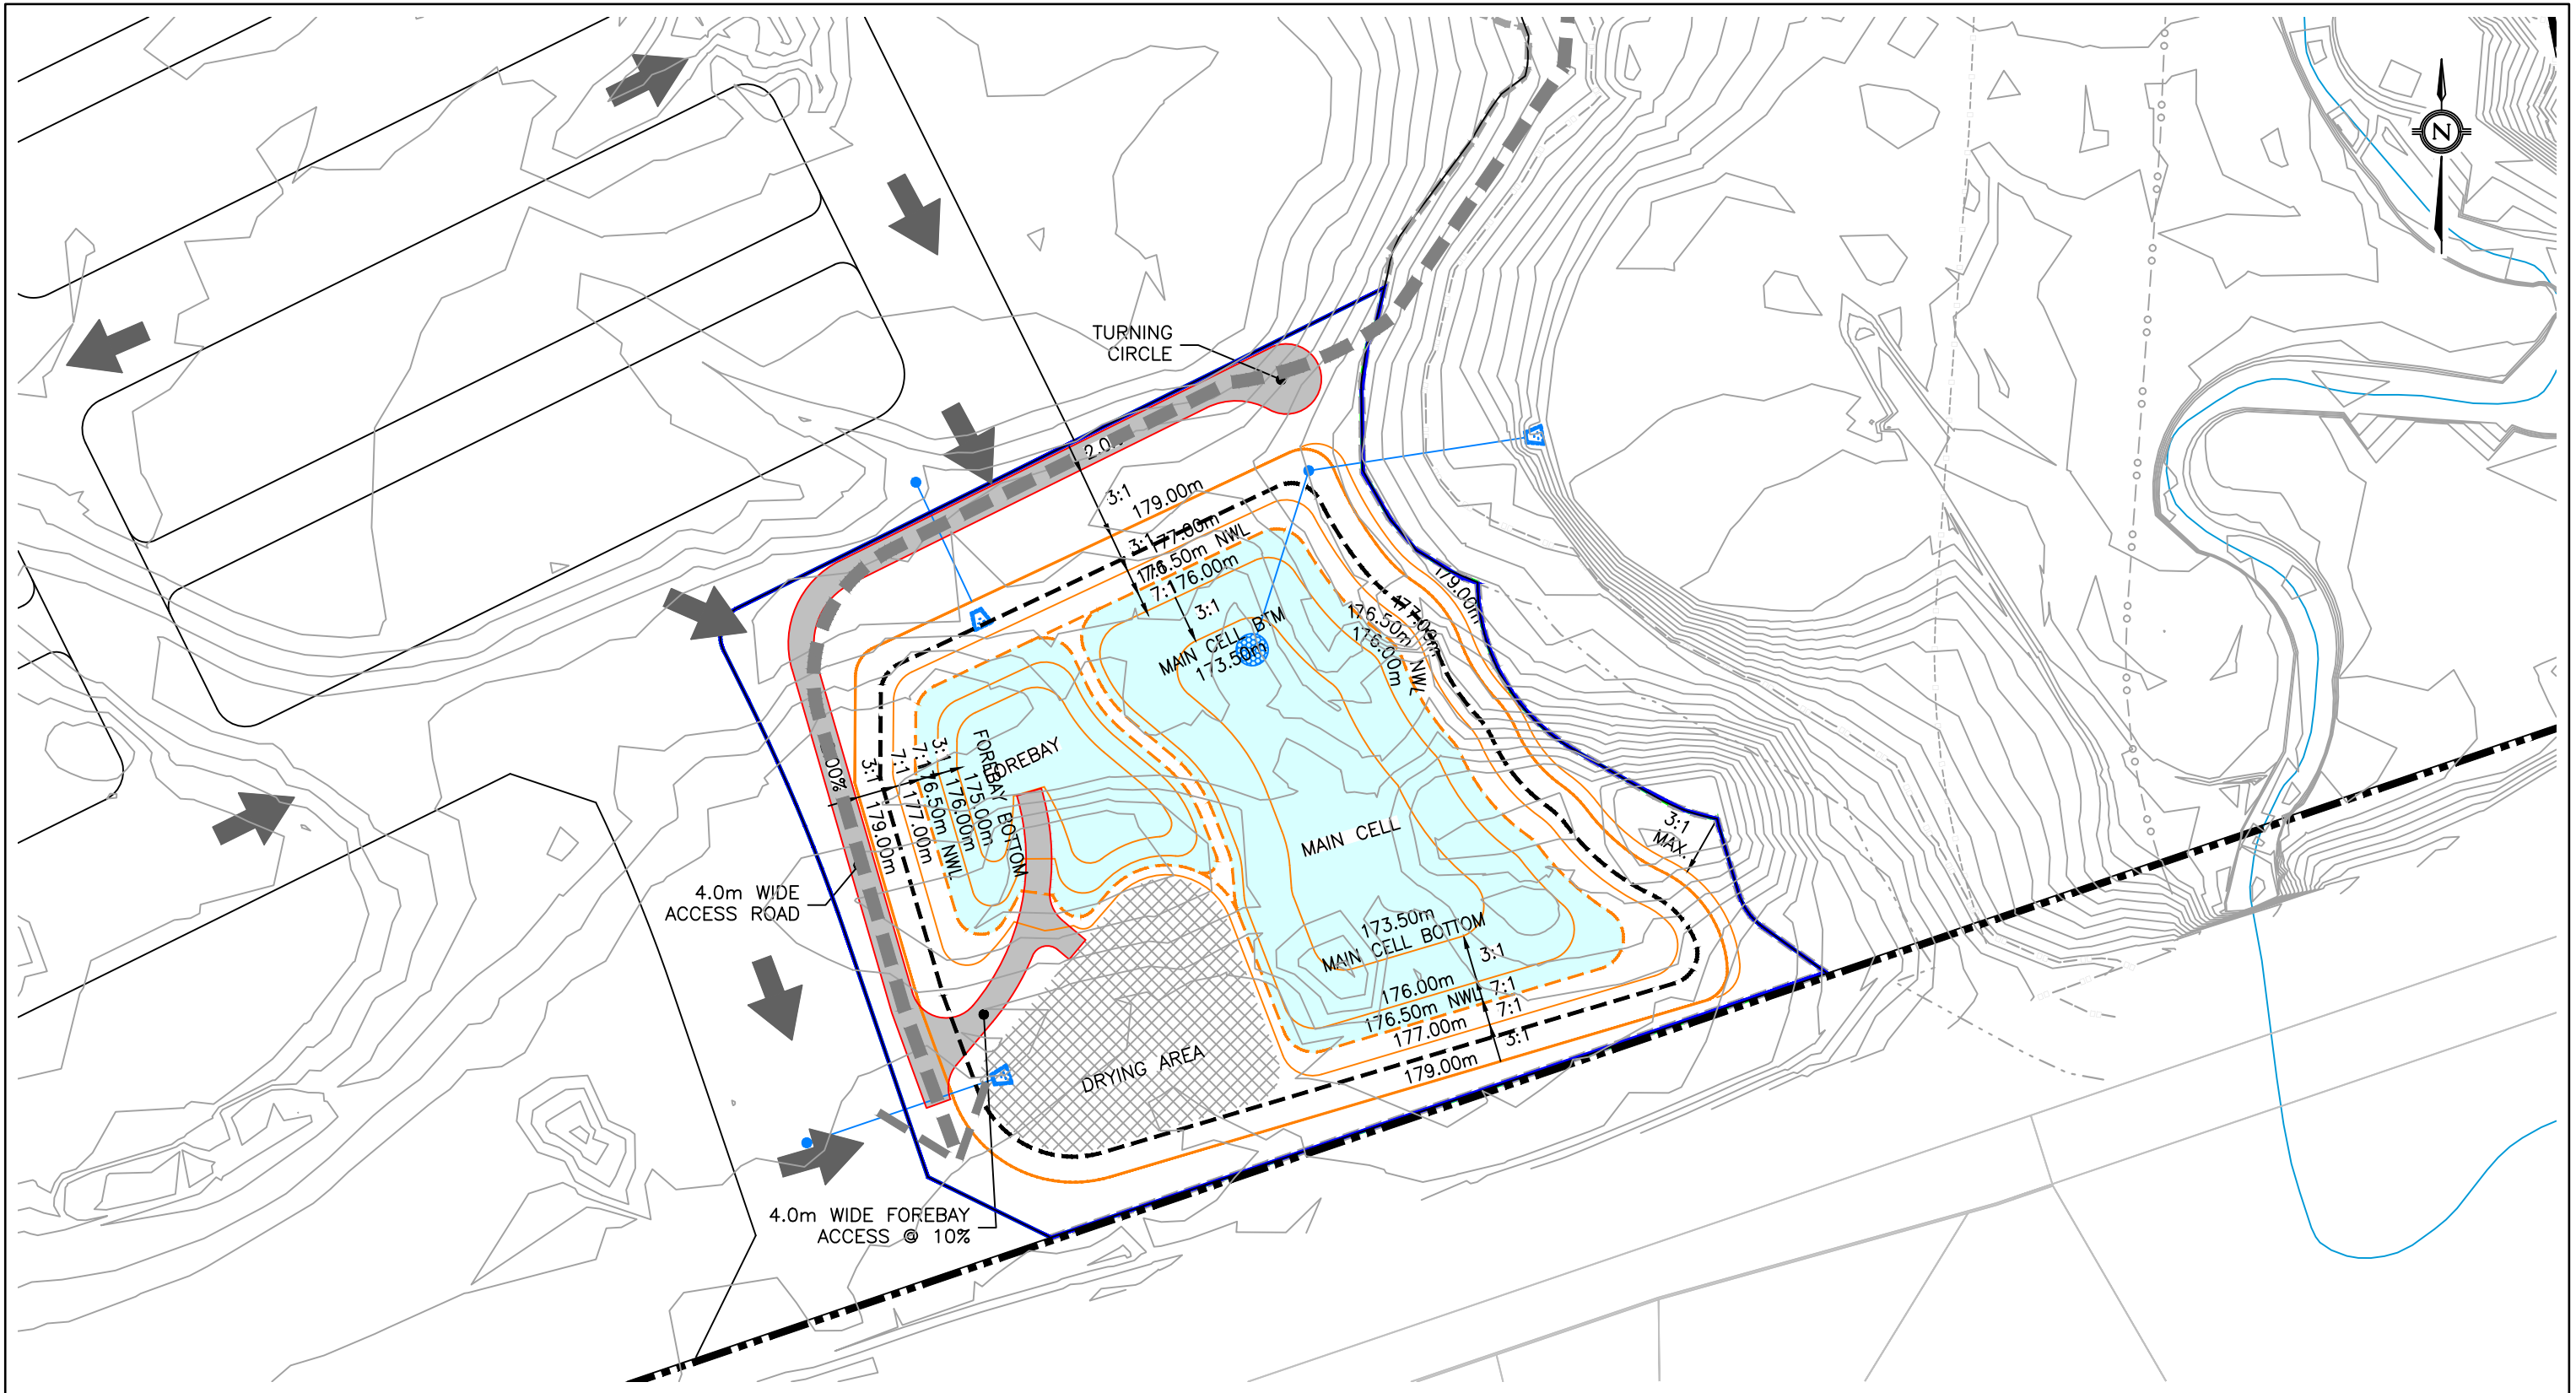 N
TURNING
CIRCLE
3:1
179.00m
3:1
177.00m
176.50m NWL
7:1
176.00m
3:1
MAIN CELL BTM
173.50m
179.00m
177.00m
176.50m NWL
176.00m
FOREBAY
FOREBAY BOTTOM
175.00m
3:1
176.00m
7:1
176.50m NWL
7:1
177.00m
3:1
179.00m
MAIN CELL
3:1
MAX.
4.0m WIDE
ACCESS ROAD
173.50m
MAIN CELL BOTTOM
3:1
176.00m
7:1
176.50m NWL
7:1
177.00m
3:1
179.00m
DRYING AREA
4.0m WIDE FOREBAY
ACCESS @ 10%